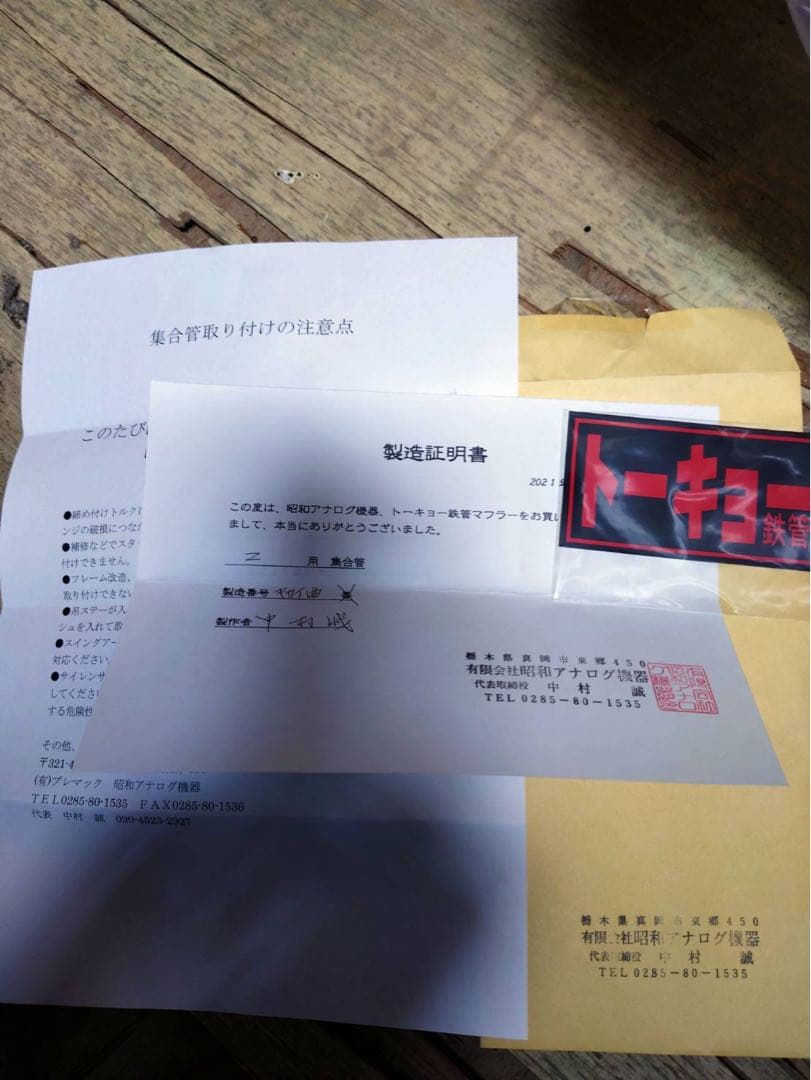 集合管取り付けの注意点
このたび
●締め付けトルク
ンジの破損につな
●補修などでスタ
付けできません。
●フレーム改造、
取り付けできない
●吊ステーが入
シュを入れて取
●スイングアー
対応ください
●サイレンサ
してくださ
する危険性
その他、
〒321-4
(有)ブレマック 昭和アナログ機器
TEL0285-80-1535 FAX0285-80-1536
代表 中村 誠 090-4523-2927
製造証明書
2021
この度は、昭和アナログ機器、トーキョー鉄管マフラーをお買い
まして、本当にありがとうございました。
Z 用 集合管
製造番号
製作者 中村 誠
栃木県真岡市東郷450
有限会社昭和アナログ機器
代表取締役 中村 誠
TEL0285-80-1535
トーキョー
鉄管
栃木県真岡市東郷450
有限会社昭和アナログ機器
代表取締役 中村 誠
TEL0285-80-1535